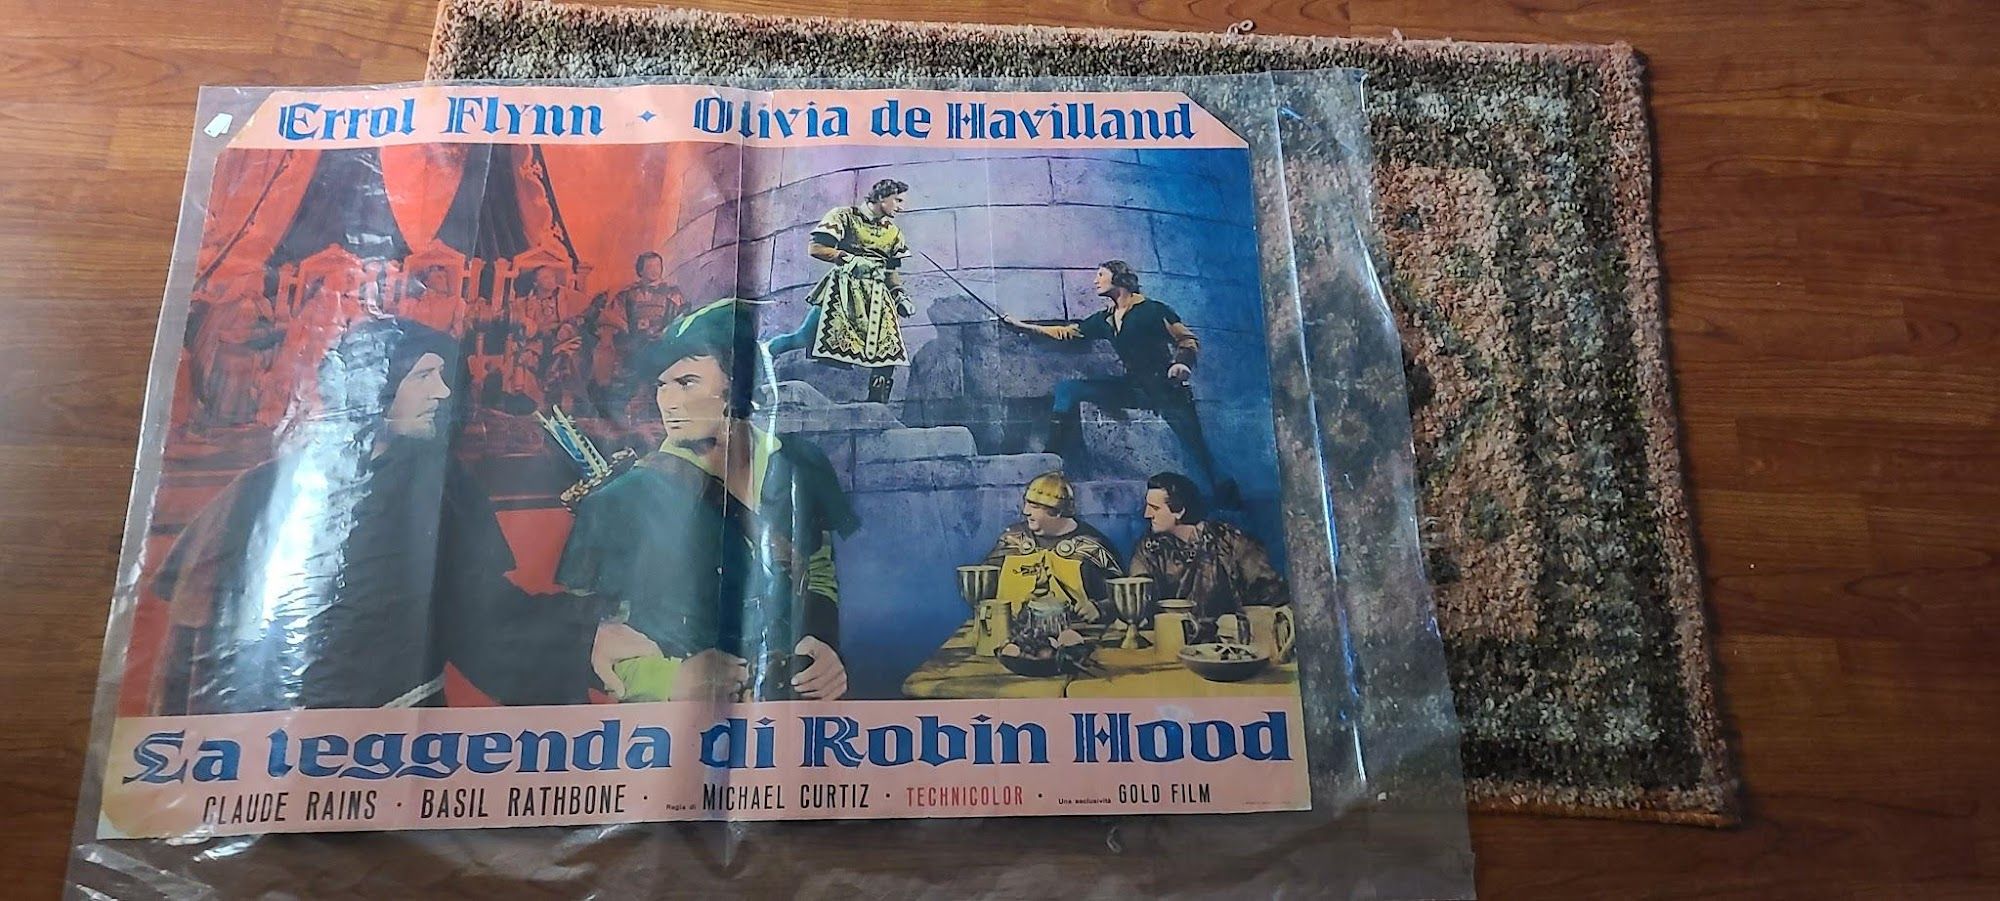 Errol Flynn · Olivia de Havilland
La leggenda di Robin Hood
CLAUDE RAINS · BASIL RATHBONE · Regia di MICHAEL CURTIZ · TECHNICOLOR · Una esclusività GOLD FILM